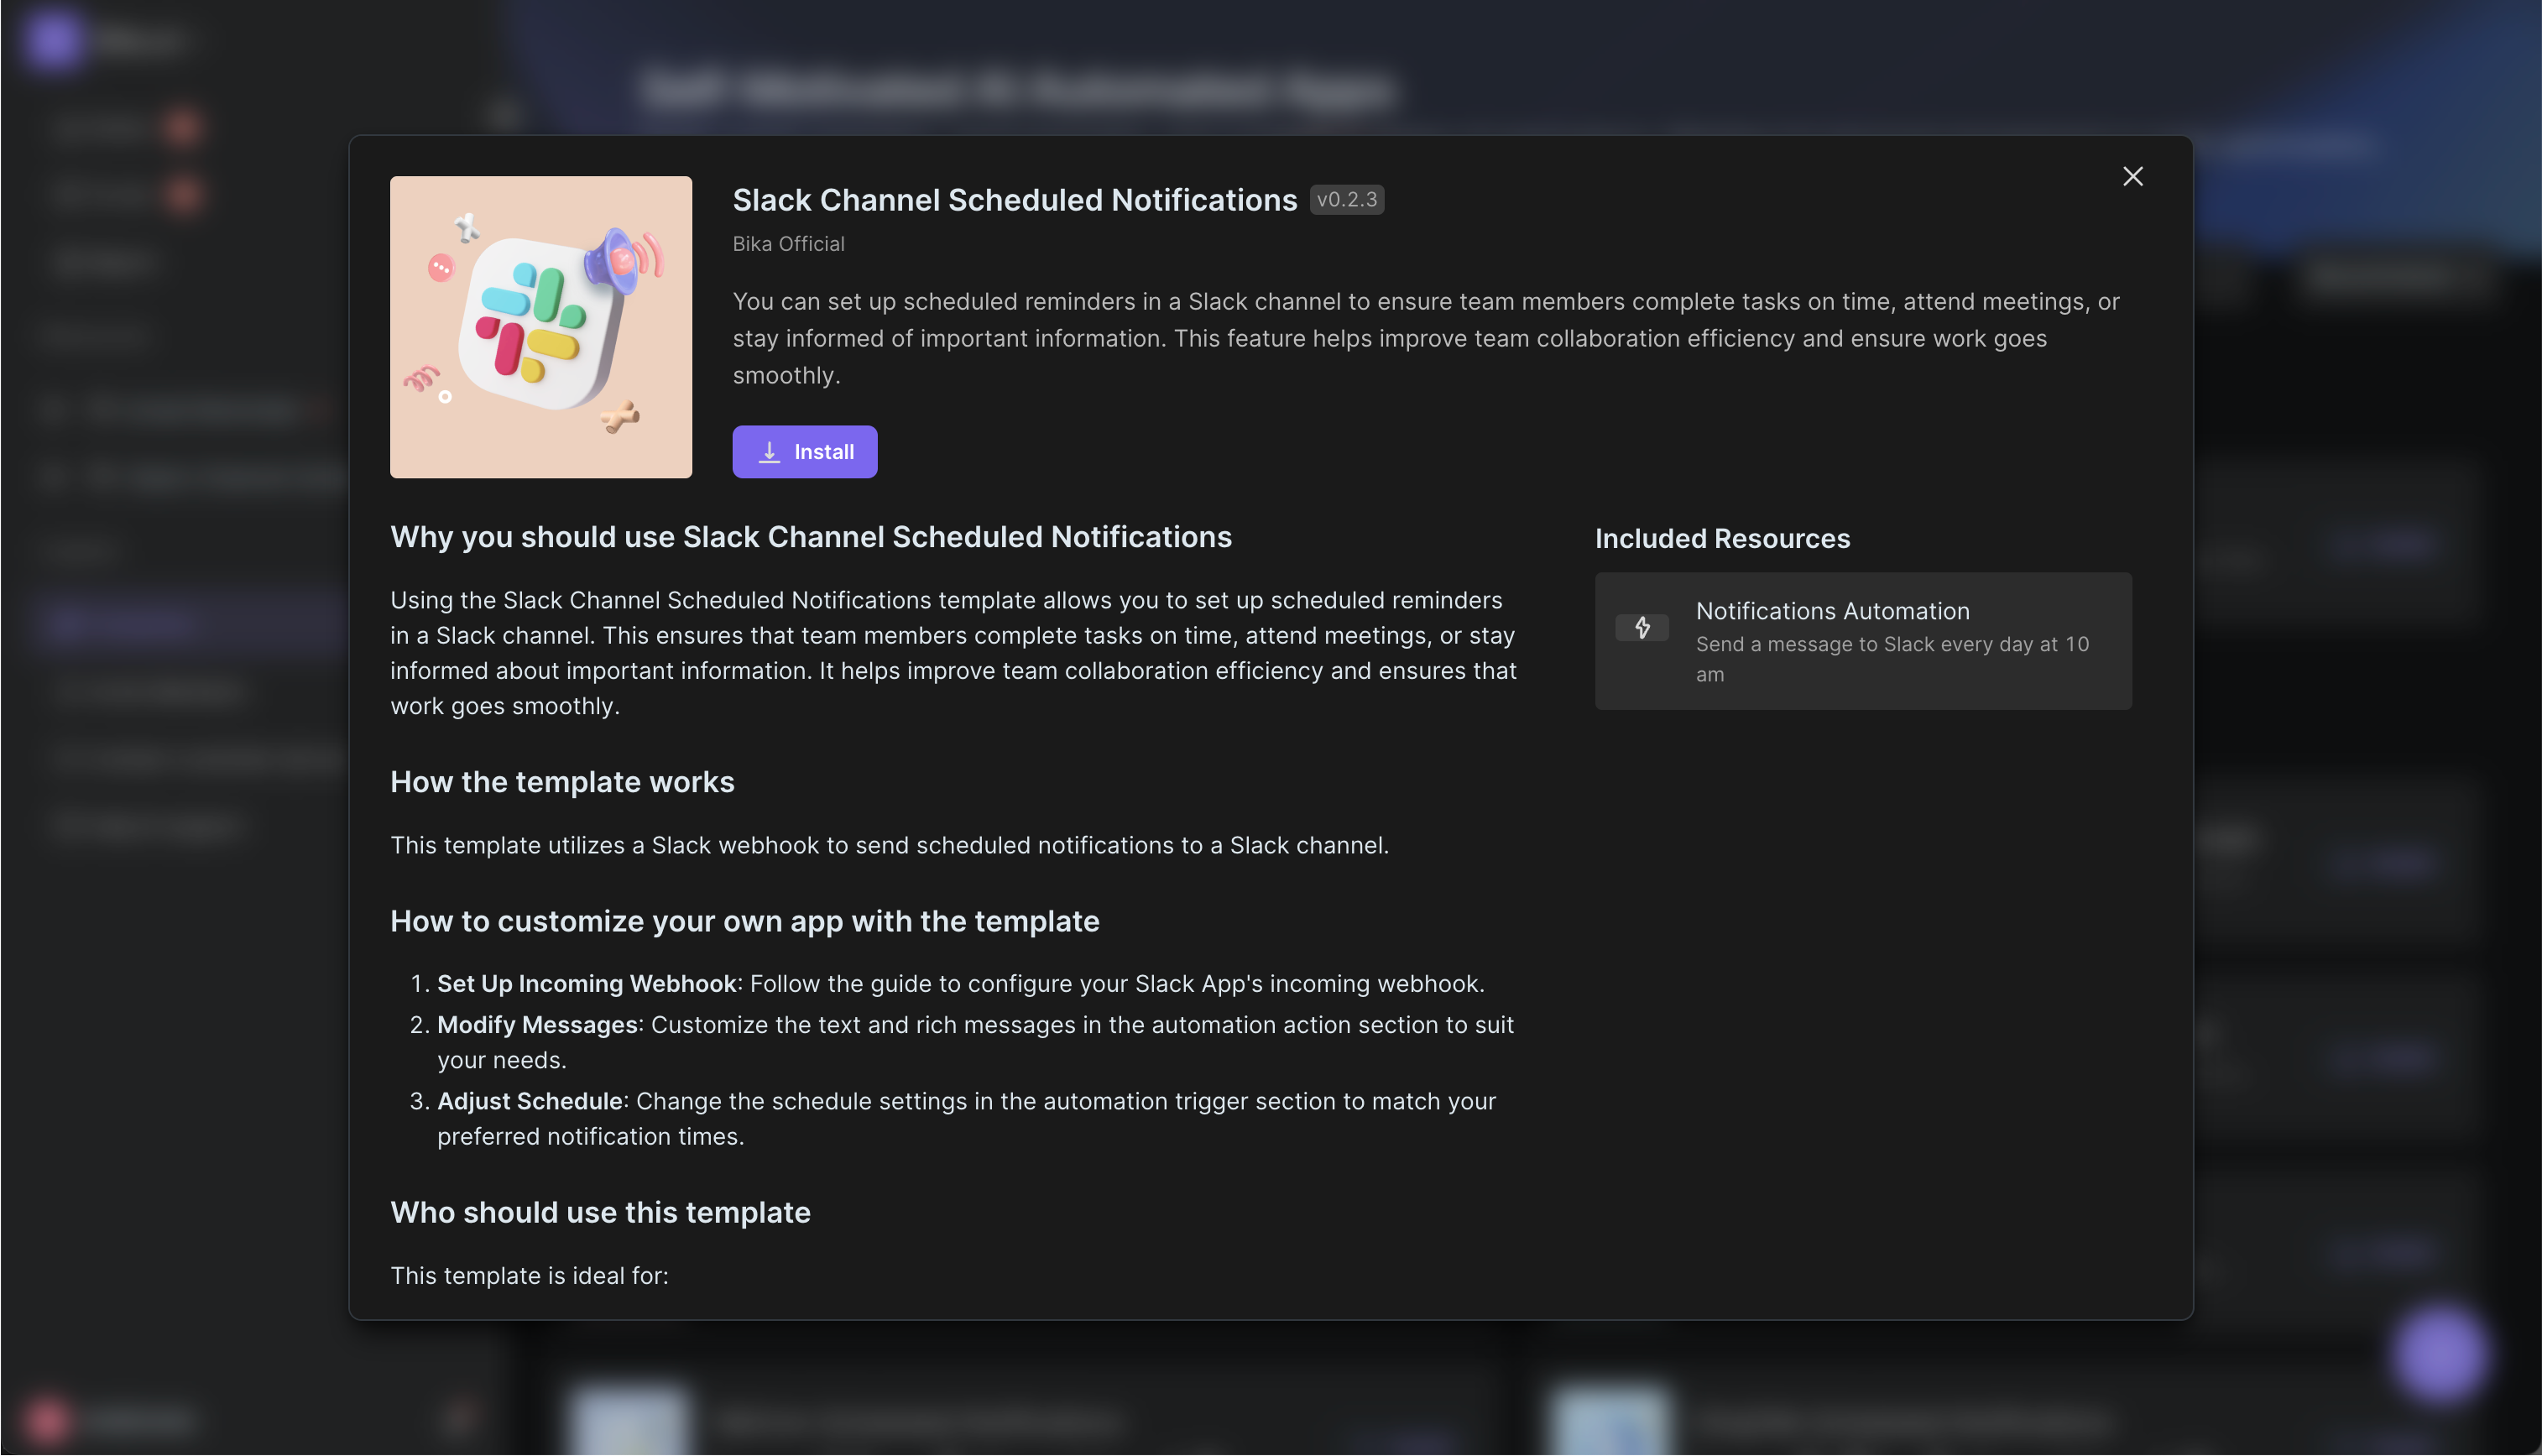 Slack Channel Scheduled Notifications v0.2.3
Bika Official
You can set up scheduled reminders in a Slack channel to ensure team members complete tasks on time, attend meetings, or
stay informed of important information. This feature helps improve team collaboration efficiency and ensure work goes
smoothly.
Install
Why you should use Slack Channel Scheduled Notifications
Using the Slack Channel Scheduled Notifications template allows you to set up scheduled reminders
in a Slack channel. This ensures that team members complete tasks on time, attend meetings, or stay
informed about important information. It helps improve team collaboration efficiency and ensures that
work goes smoothly.
How the template works
This template utilizes a Slack webhook to send scheduled notifications to a Slack channel.
How to customize your own app with the template
1. Set Up Incoming Webhook: Follow the guide to configure your Slack App's incoming webhook.
2. Modify Messages: Customize the text and rich messages in the automation action section to suit
your needs.
3. Adjust Schedule: Change the schedule settings in the automation trigger section to match your
preferred notification times.
Who should use this template
This template is ideal for:
Included Resources
Notifications Automation
Send a message to Slack every day at 10
am